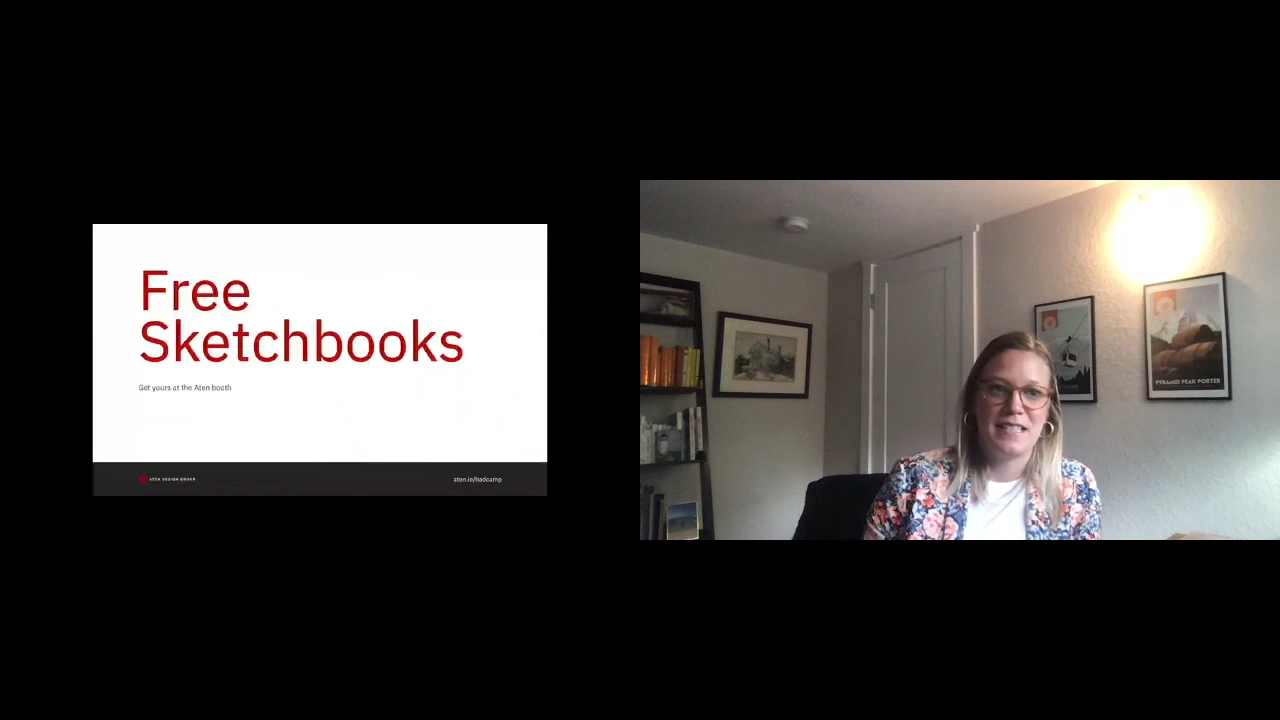 Free
Sketchbooks
Get yours at the Aten booth
ATEN DESIGN GROUP
aten.io/badcamp
PYRAMID PEAK PORTER